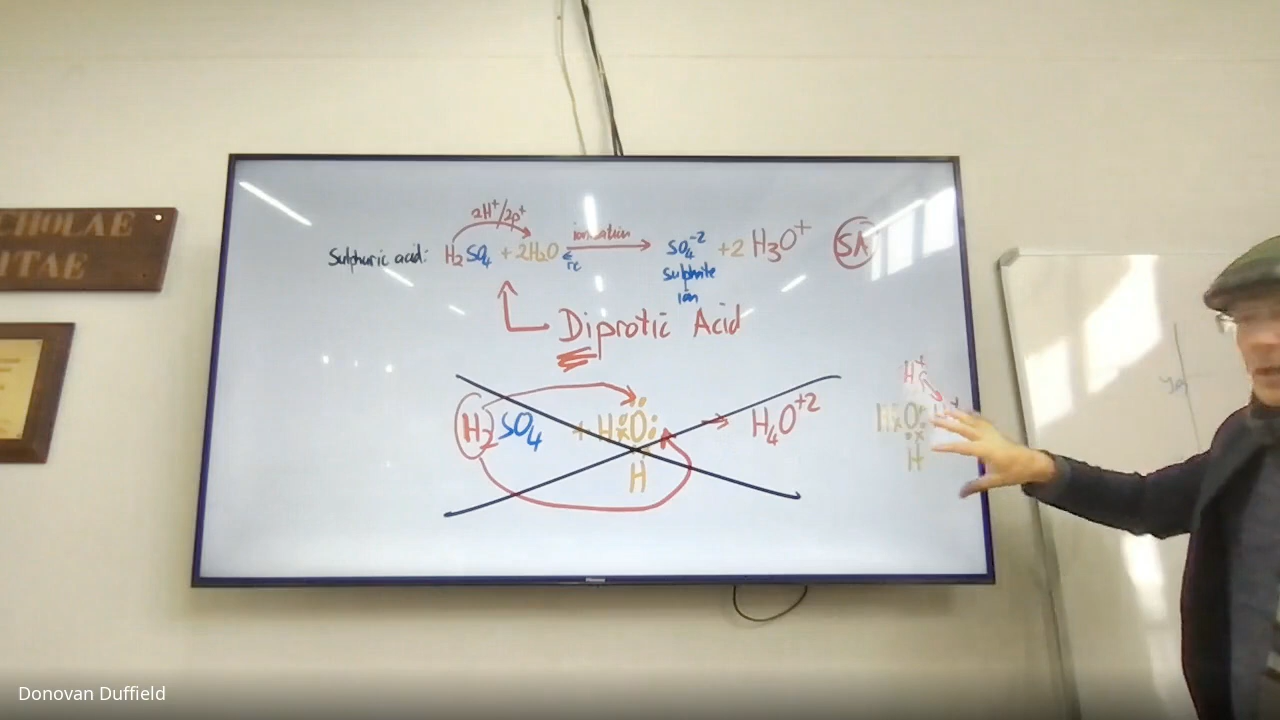 CHOLAE
ITAE
2H⁺/2p⁺
Sulphuric acid: H₂SO₄ + 2H₂O ionisation SO₄⁻² + 2 H₃O⁺ SA
sulphite
ion
Diprotic Acid
H₂SO₄ + H O → H₄O⁺²
H
H⁺
H O H⁺
H
Donovan Duffield